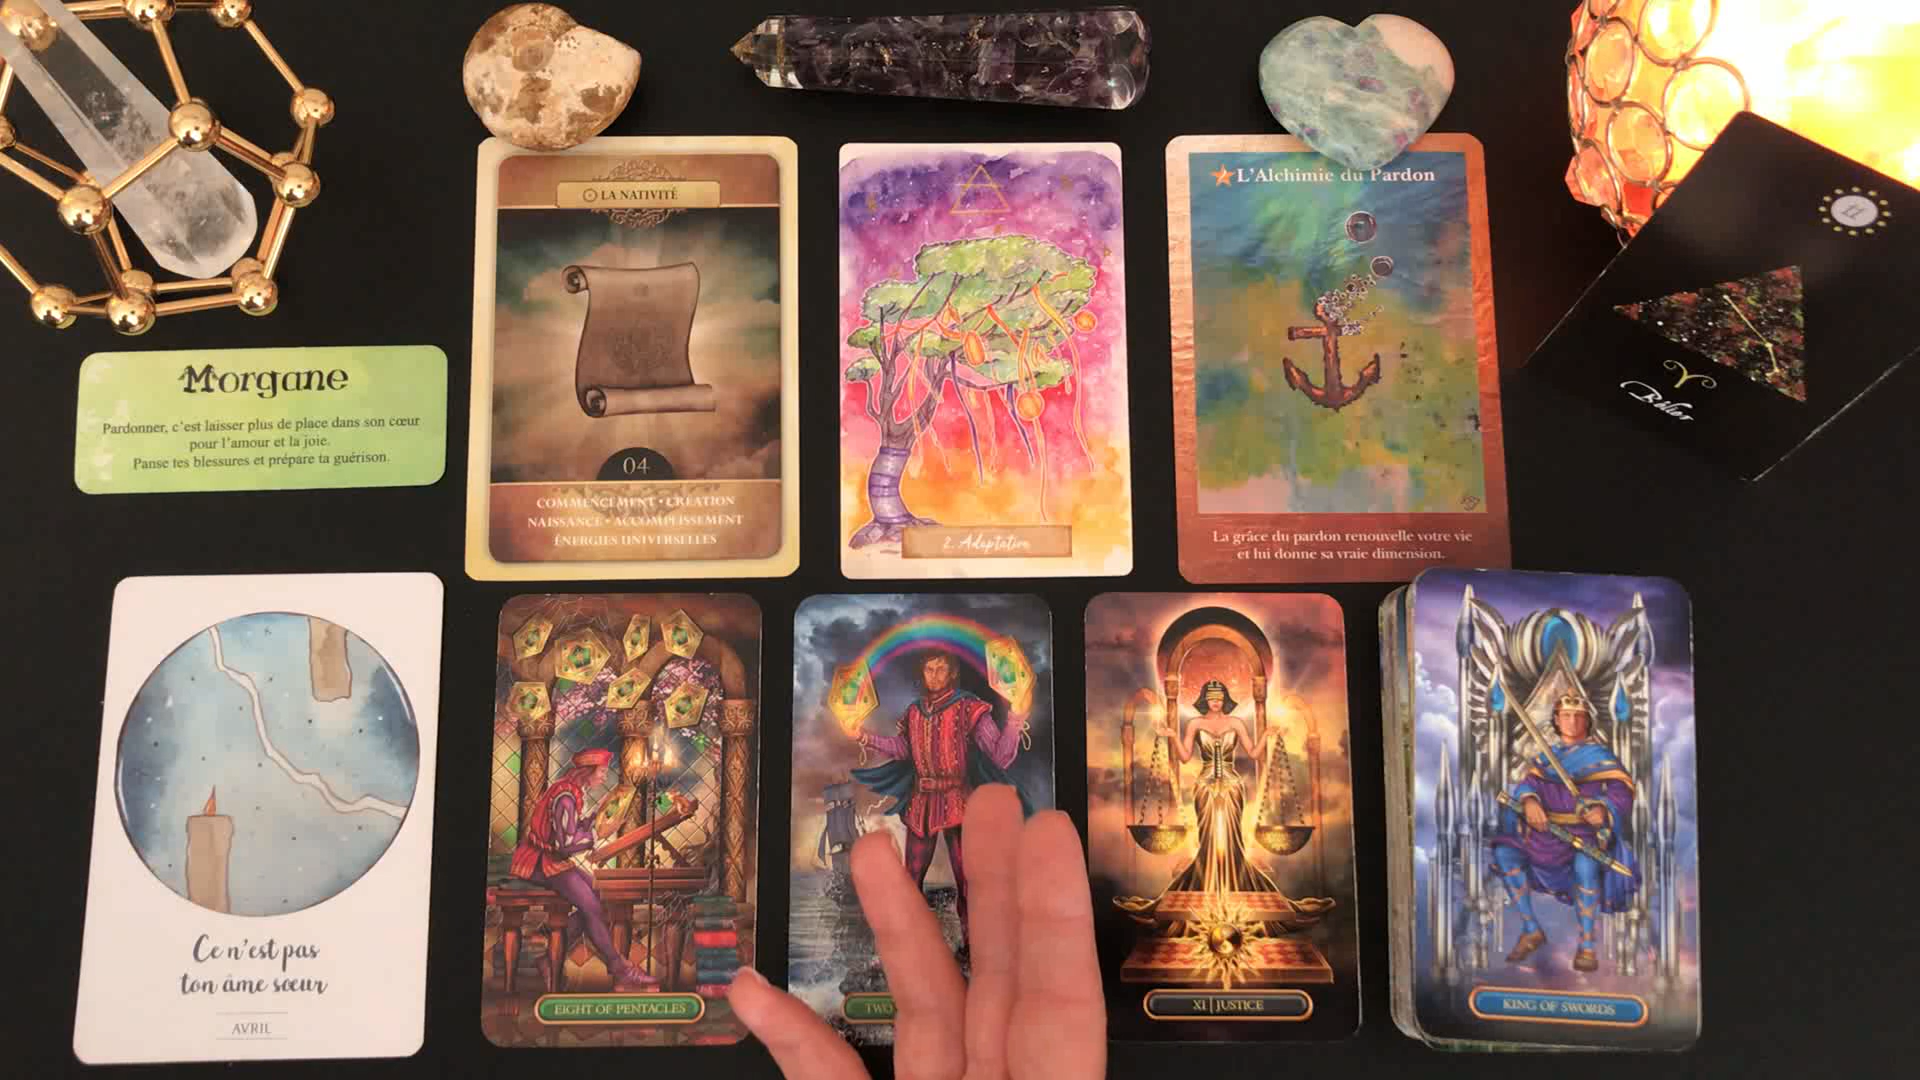 LA NATIVITÉ
04
COMMENCEMENT • CRÉATION
NAISSANCE • ACCOMPLISSEMENT
ÉNERGIES UNIVERSELLES
2. Adaptation
2 L'Alchimie du Pardon
La grâce du pardon renouvelle votre vie
et lui donne sa vraie dimension.
Bélier
Morgane
Pardonner, c'est laisser plus de place dans son cœur
pour l'amour et la joie.
Panse tes blessures et prépare ta guérison.
Ce n'est pas
ton âme sœur
AVRIL
EIGHT OF PENTACLES
TWO
XI | JUSTICE
KING OF SWORDS